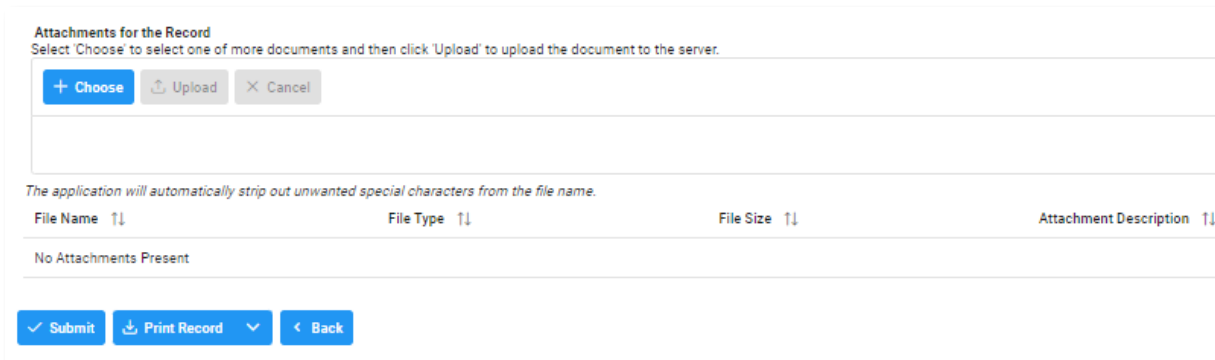 Attachments for the Record
Select 'Choose' to select one of more documents and then click 'Upload' to upload the document to the server.
Choose Upload Cancel
The application will automatically strip out unwanted special characters from the file name.
File Name File Type File Size Attachment Description
No Attachments Present
Submit Print Record Back